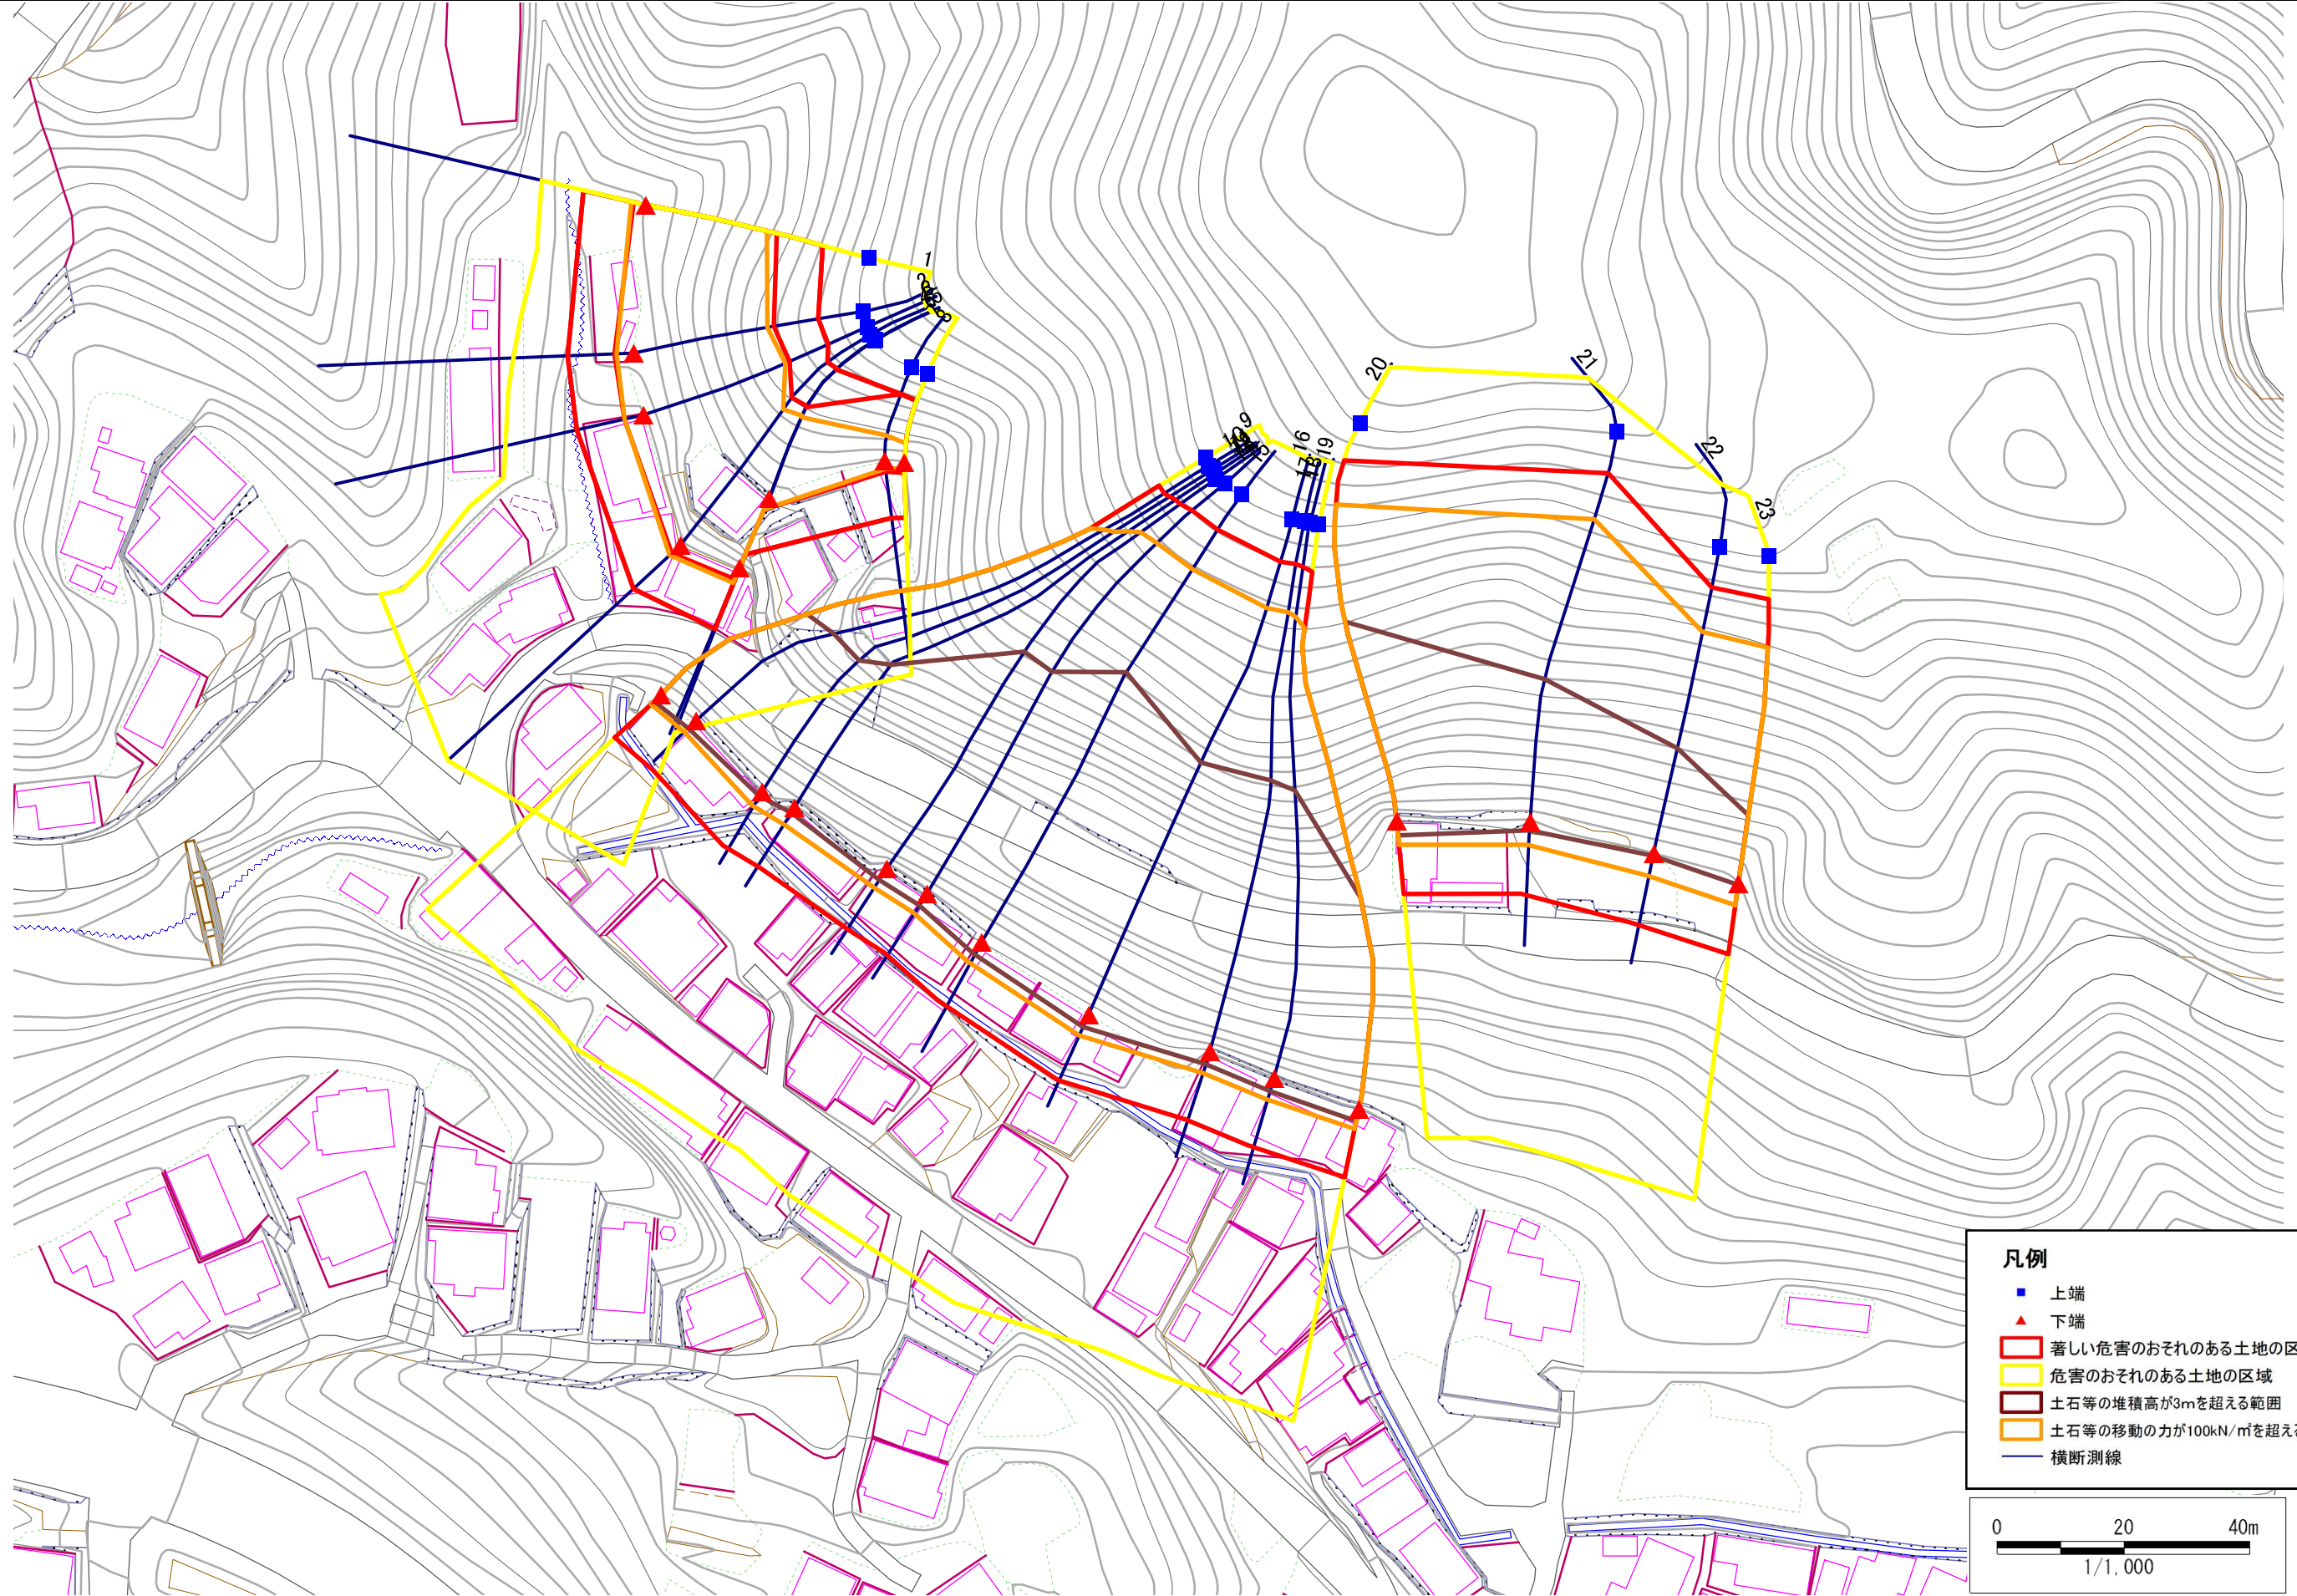 1
9
16
17
19
20
21
22
23
凡例
上端
下端
著しい危害のおそれのある土地の区
危害のおそれのある土地の区域
土石等の堆積高が3mを超える範囲
土石等の移動の力が100kN/㎡を超え
横断測線
0 20 40m
1/1,000